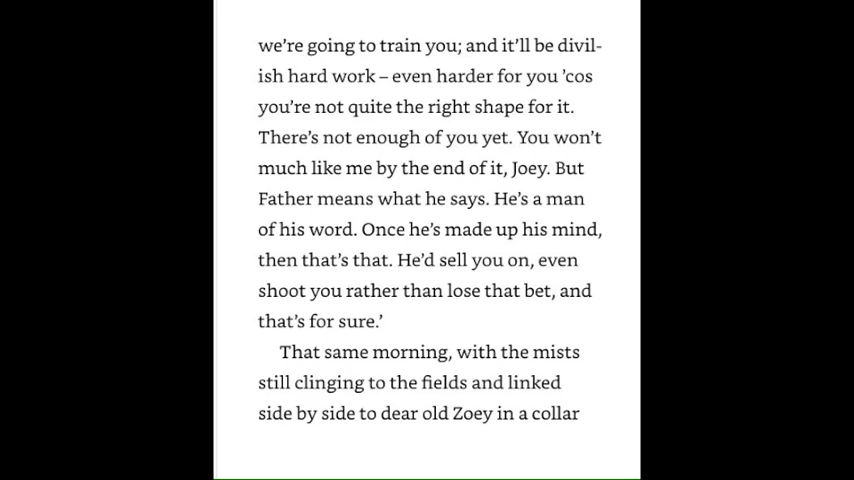 we’re going to train you; and it’ll be divil-
ish hard work – even harder for you ’cos
you’re not quite the right shape for it.
There’s not enough of you yet. You won’t
much like me by the end of it, Joey. But
Father means what he says. He’s a man
of his word. Once he’s made up his mind,
then that’s that. He’d sell you on, even
shoot you rather than lose that bet, and
that’s for sure.’
That same morning, with the mists
still clinging to the fields and linked
side by side to dear old Zoey in a collar